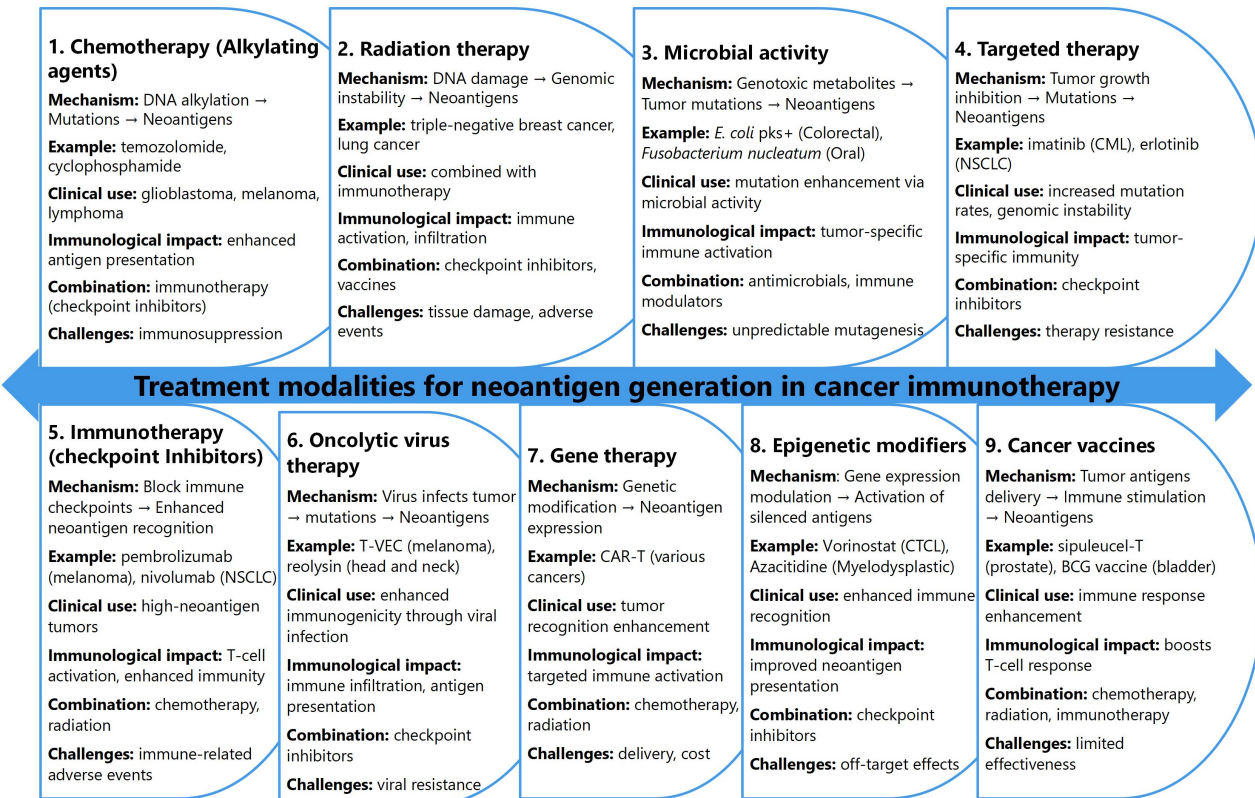 1. Chemotherapy (Alkylating
agents)
Mechanism: DNA alkylation →
Mutations → Neoantigens
Example: temozolomide,
cyclophosphamide
Clinical use: glioblastoma, melanoma,
lymphoma
Immunological impact: enhanced
antigen presentation
Combination: immunotherapy
(checkpoint inhibitors)
Challenges: immunosuppression
2. Radiation therapy
Mechanism: DNA damage → Genomic
instability → Neoantigens
Example: triple-negative breast cancer,
lung cancer
Clinical use: combined with
immunotherapy
Immunological impact: immune
activation, infiltration
Combination: checkpoint inhibitors,
vaccines
Challenges: tissue damage, adverse
events
3. Microbial activity
Mechanism: Genotoxic metabolites →
Tumor mutations → Neoantigens
Example: E. coli pks+ (Colorectal),
Fusobacterium nucleatum (Oral)
Clinical use: mutation enhancement via
microbial activity
Immunological impact: tumor-specific
immune activation
Combination: antimicrobials, immune
modulators
Challenges: unpredictable mutagenesis
4. Targeted therapy
Mechanism: Tumor growth
inhibition → Mutations →
Neoantigens
Example: imatinib (CML), erlotinib
(NSCLC)
Clinical use: increased mutation
rates, genomic instability
Immunological impact: tumor-
specific immunity
Combination: checkpoint
inhibitors
Challenges: therapy resistance
Treatment modalities for neoantigen generation in cancer immunotherapy
5. Immunotherapy
(checkpoint Inhibitors)
Mechanism: Block immune
checkpoints → Enhanced
neoantigen recognition
Example: pembrolizumab
(melanoma), nivolumab (NSCLC)
Clinical use: high-neoantigen
tumors
Immunological impact: T-cell
activation, enhanced immunity
Combination: chemotherapy,
radiation
Challenges: immune-related
adverse events
6. Oncolytic virus
therapy
Mechanism: Virus infects tumor
→ mutations → Neoantigens
Example: T-VEC (melanoma),
reolysin (head and neck)
Clinical use: enhanced
immunogenicity through viral
infection
Immunological impact:
immune infiltration, antigen
presentation
Combination: checkpoint
inhibitors
Challenges: viral resistance
7. Gene therapy
Mechanism: Genetic
modification → Neoantigen
expression
Example: CAR-T (various
cancers)
Clinical use: tumor
recognition enhancement
Immunological impact:
targeted immune activation
Combination: chemotherapy,
radiation
Challenges: delivery, cost
8. Epigenetic modifiers
Mechanism: Gene expression
modulation → Activation of
silenced antigens
Example: Vorinostat (CTCL),
Azacitidine (Myelodysplastic)
Clinical use: enhanced immune
recognition
Immunological impact:
improved neoantigen
presentation
Combination: checkpoint
inhibitors
Challenges: off-target effects
9. Cancer vaccines
Mechanism: Tumor antigens
delivery → Immune stimulation
→ Neoantigens
Example: sipuleucel-T
(prostate), BCG vaccine (bladder)
Clinical use: immune response
enhancement
Immunological impact: boosts
T-cell response
Combination: chemotherapy,
radiation, immunotherapy
Challenges: limited
effectiveness